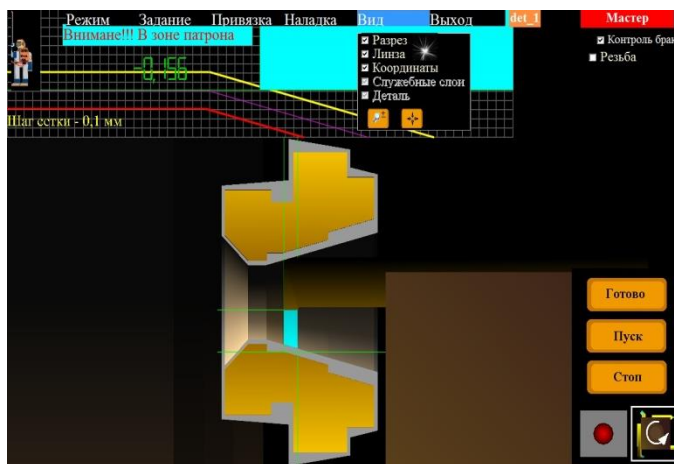 Режим Задание Привязка Наладка Вид Выход det_1 Мастер
Внимане!!! В зоне патрона
-0,156
Шаг сетки - 0,1 мм
Разрез
Линза
Координаты
Служебные слои
Деталь
Контроль брак
Резьба
Готово
Пуск
Стоп